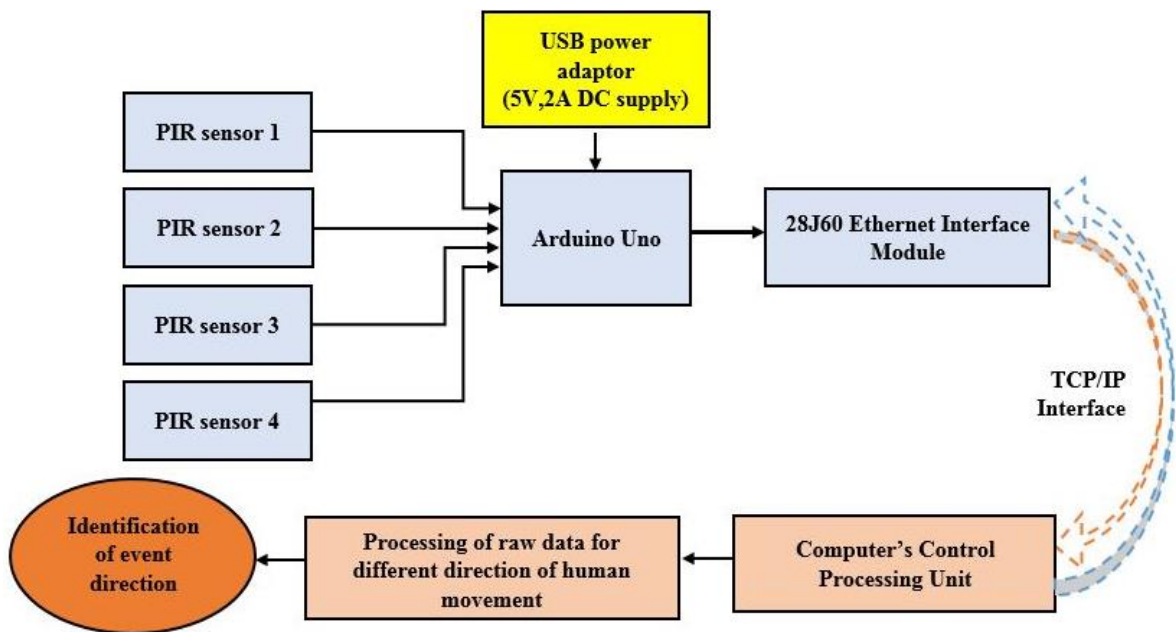 USB power
adaptor
(5V,2A DC supply)
PIR sensor 1
PIR sensor 2
PIR sensor 3
PIR sensor 4
Arduino Uno
28J60 Ethernet Interface
Module
TCP/IP
Interface
Computer’s Control
Processing Unit
Processing of raw data for
different direction of human
movement
Identification
of event
direction